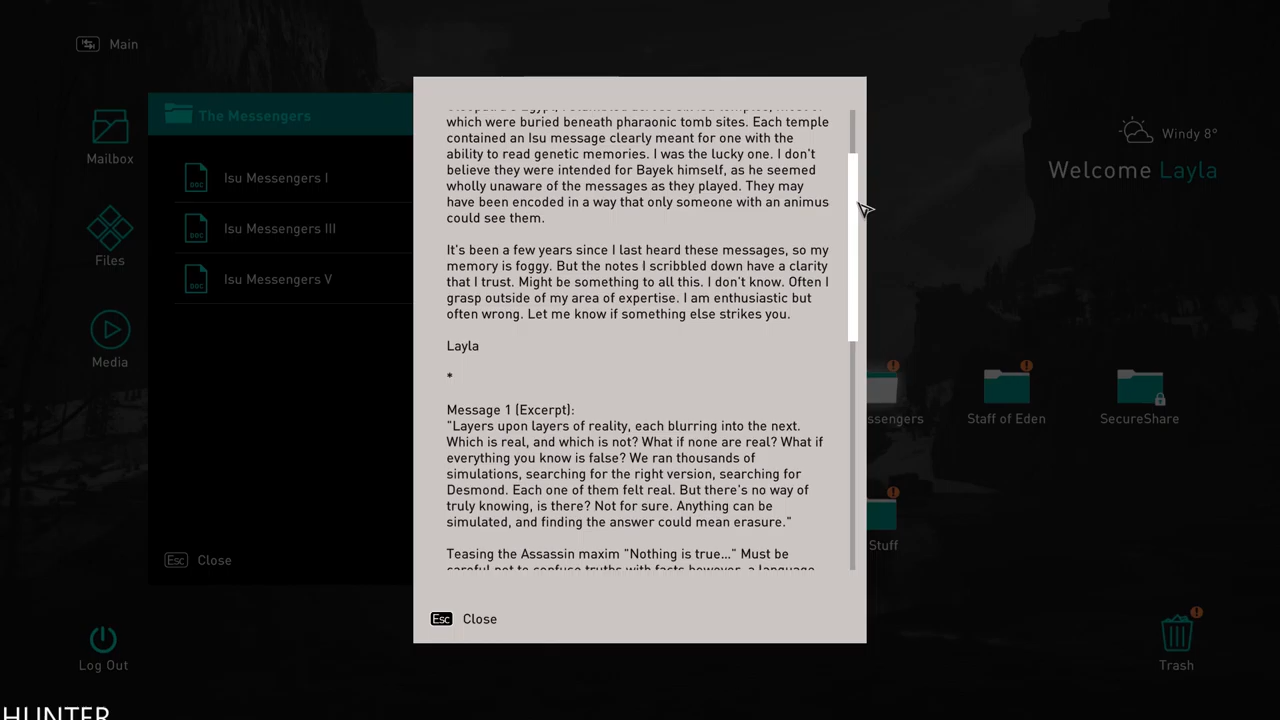 Main
The Messengers
Mailbox
Isu Messengers I
Isu Messengers III
Files
Isu Messengers V
Media
Esc Close
Log Out
which were buried beneath pharaonic tomb sites. Each temple
contained an Isu message clearly meant for one with the
ability to read genetic memories. I was the lucky one. I don't
believe they were intended for Bayek himself, as he seemed
wholly unaware of the messages as they played. They may
have been encoded in a way that only someone with an animus
could see them.
It's been a few years since I last heard these messages, so my
memory is foggy. But the notes I scribbled down have a clarity
that I trust. Might be something to all this. I don't know. Often I
grasp outside of my area of expertise. I am enthusiastic but
often wrong. Let me know if something else strikes you.
Layla
*
Message 1 (Excerpt):
"Layers upon layers of reality, each blurring into the next.
Which is real, and which is not? What if none are real? What if
everything you know is false? We ran thousands of
simulations, searching for the right version, searching for
Desmond. Each one of them felt real. But there's no way of
truly knowing, is there? Not for sure. Anything can be
simulated, and finding the answer could mean erasure."
Teasing the Assassin maxim "Nothing is true..." Must be
careful not to confuse truths with facts however, a language
Esc Close
Windy 8°
Welcome Layla
ssengers
Staff of Eden
SecureShare
Stuff
Trash
HUNTER